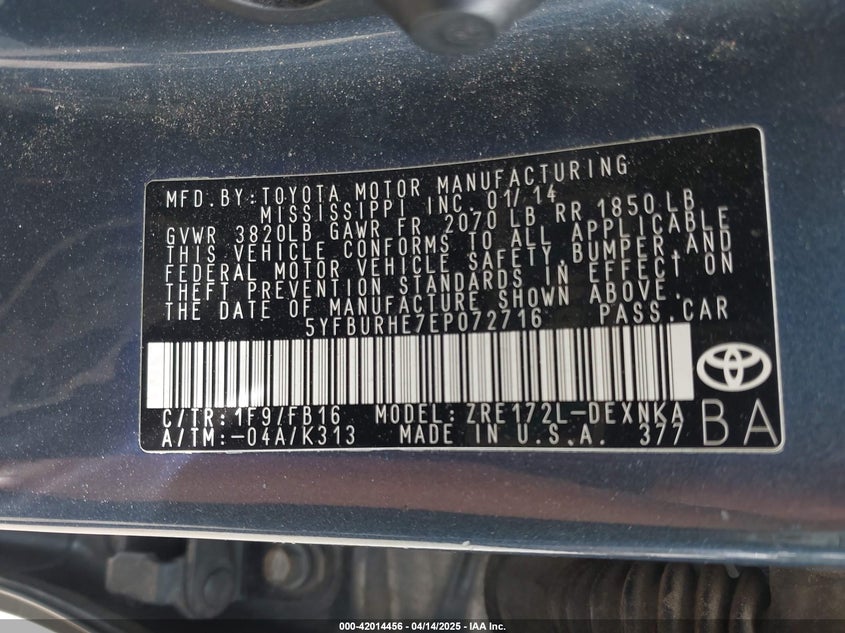 MFD. BY: TOYOTA MOTOR MANUFACTURING
MISSISSIPPI INC. 01/14
GVWR 3820LB GAWR FR 2070 LB RR 1850 LB
THIS VEHICLE CONFORMS TO ALL APPLICABLE
FEDERAL MOTOR VEHICLE SAFETY, BUMPER AND
THEFT PREVENTION STANDARDS IN EFFECT ON
THE DATE OF MANUFACTURE SHOWN ABOVE.
5YFBURHE7EP072716 PASS. CAR
C/TR: 1F9/FB16 MODEL: ZRE172L-DEXNKA
A/TM: -04A/K313 MADE IN U.S.A. 377
BA
000-42014456 - 04/14/2025 - IAA Inc.